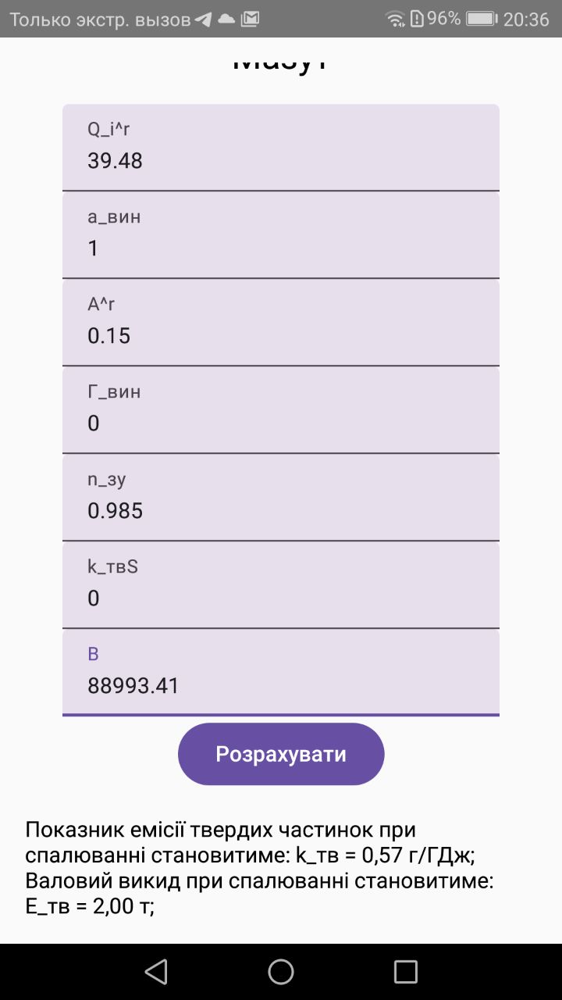 Только экстр. вызов 96% 20:36
Мазут
Q_i^r
39.48
а_вин
1
A^r
0.15
Г_вин
0
n_зу
0.985
k_твS
0
B
88993.41
Розрахувати
Показник емісії твердих частинок при
спалюванні становитиме: k_тв = 0,57 г/ГДж;
Валовий викид при спалюванні становитиме:
E_тв = 2,00 т;